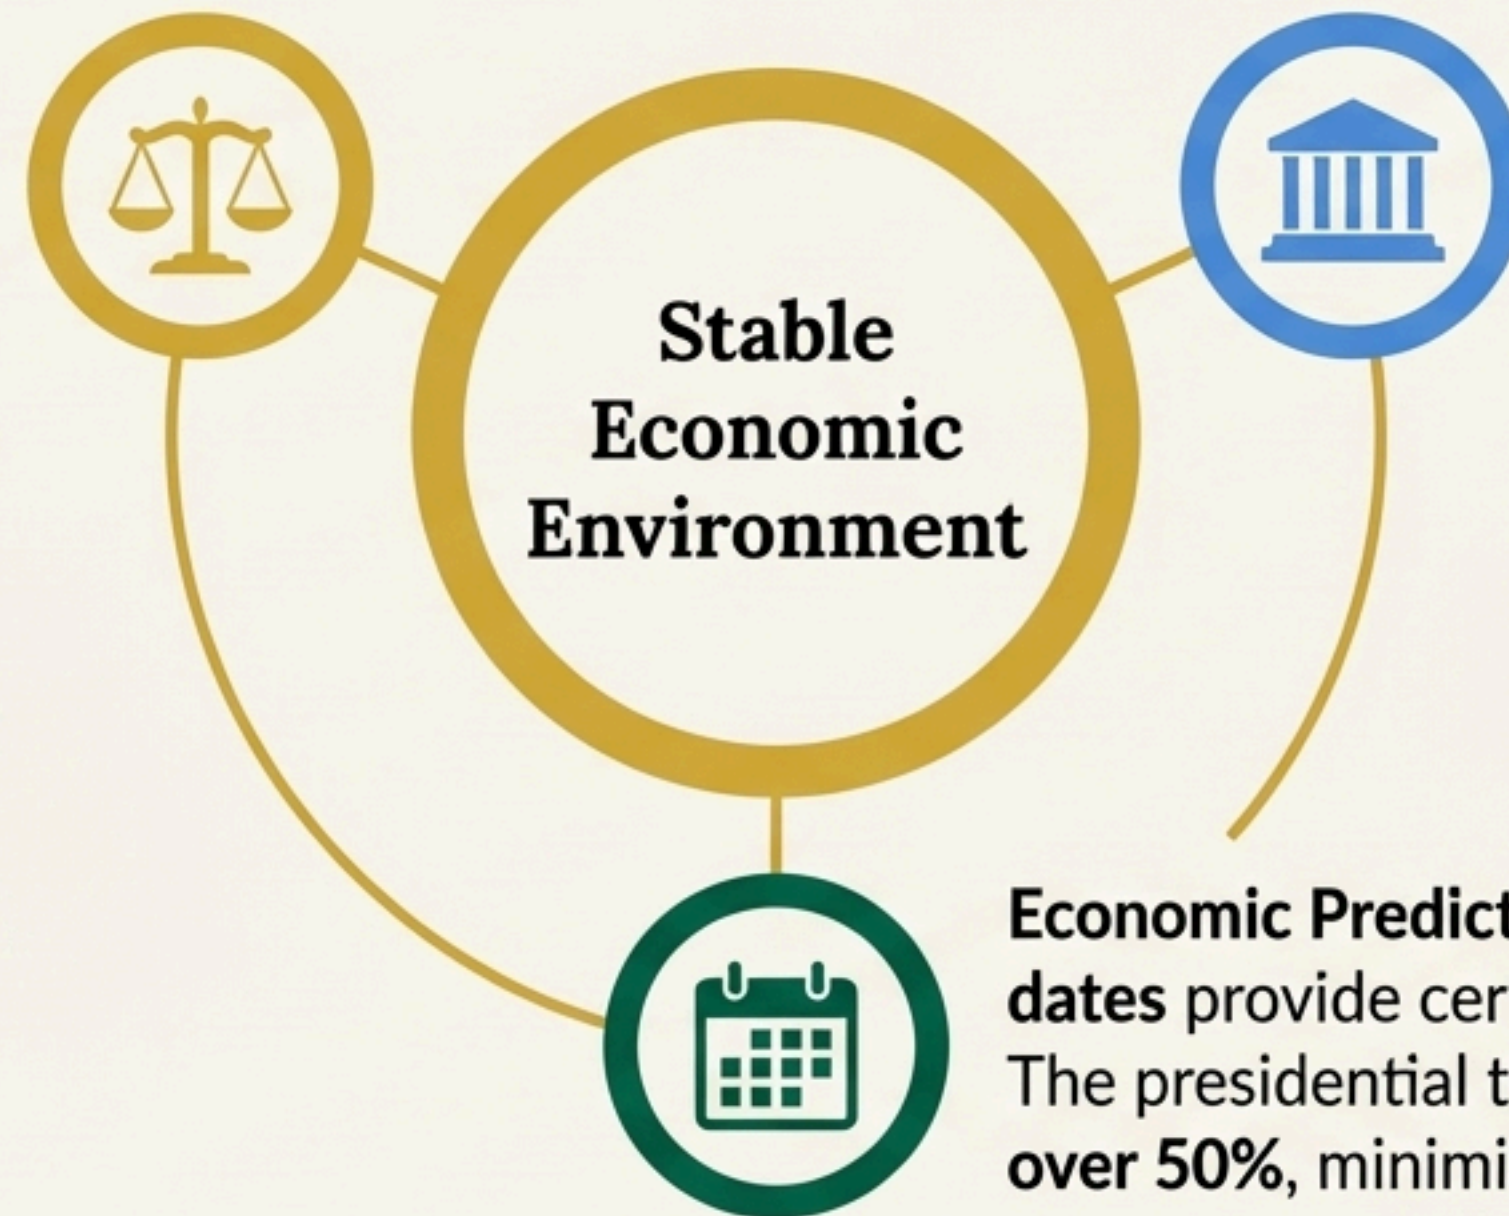 Stable
Economic
Environment
Economic Predict
dates provide cer
The presidential t
over 50%, minimi